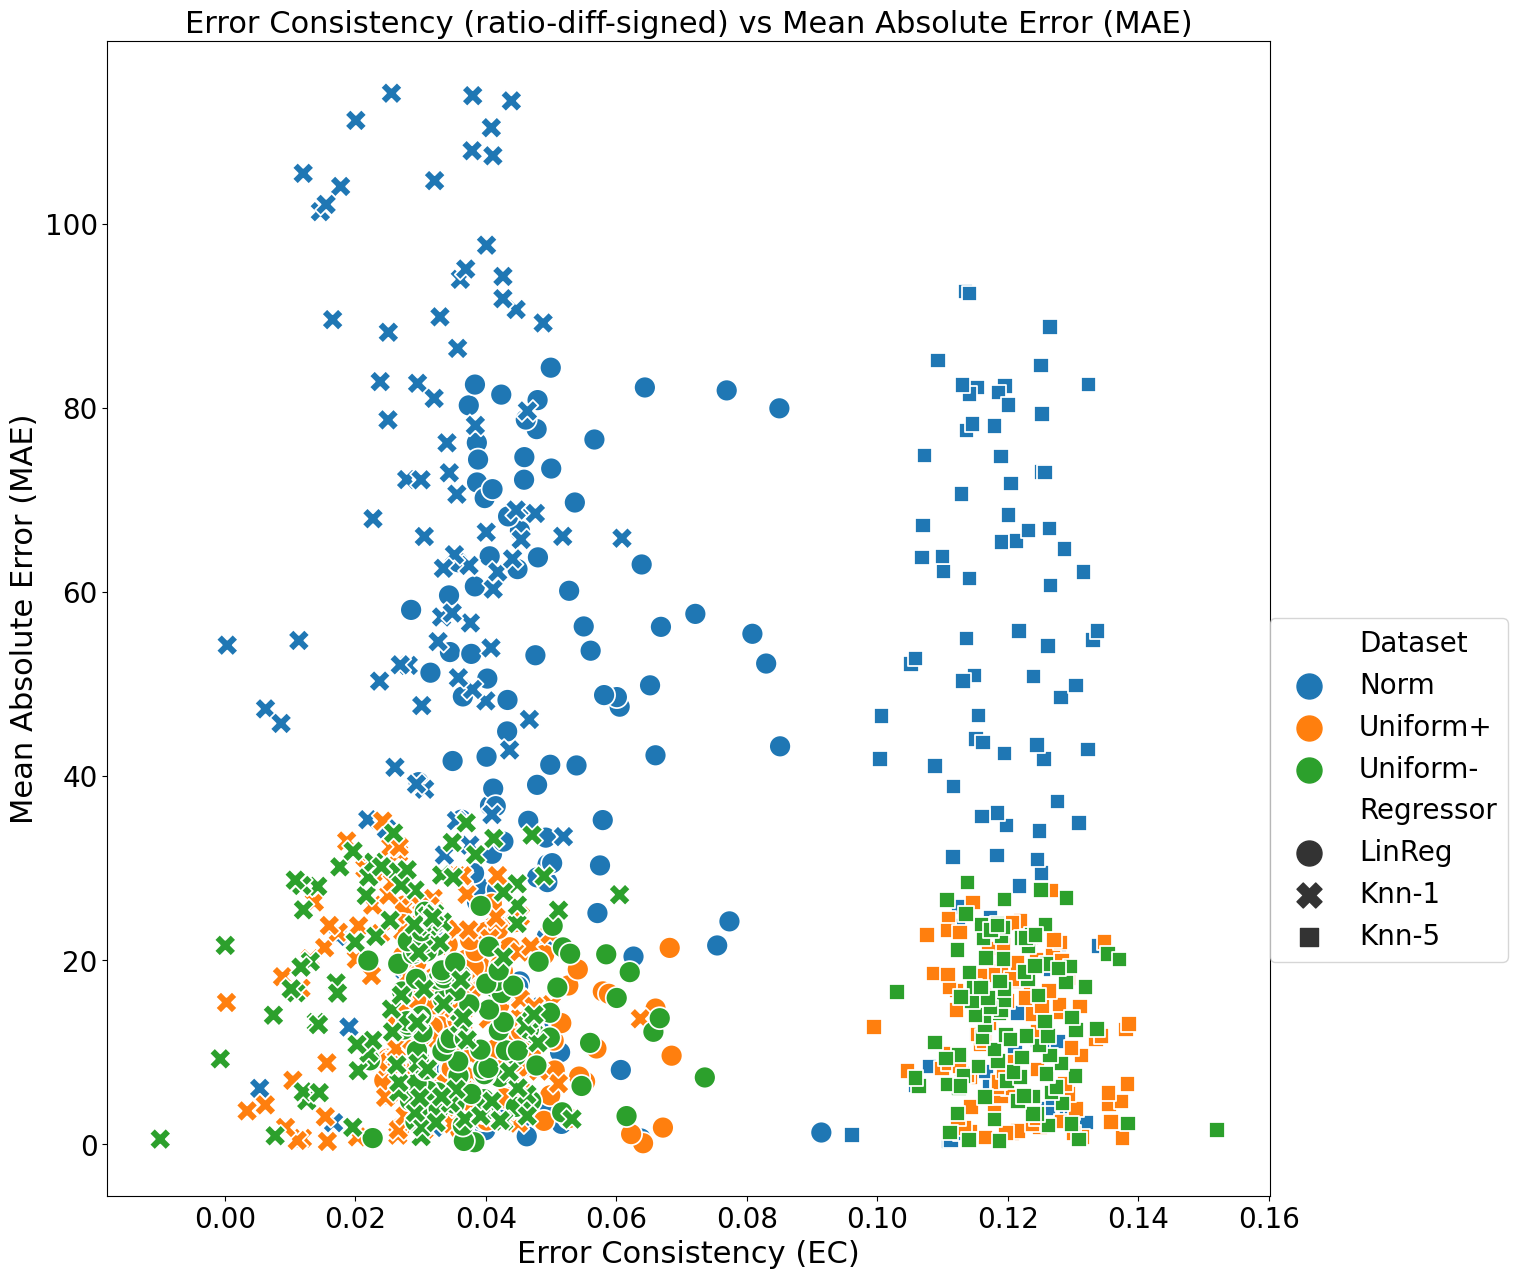 Error Consistency (ratio-diff-signed) vs Mean Absolute Error (MAE)
Mean Absolute Error (MAE)
100
80
60
40
20
0
0.00 0.02 0.04 0.06 0.08 0.10 0.12 0.14 0.16
Error Consistency (EC)
Dataset
Norm
Uniform+
Uniform-
Regressor
LinReg
Knn-1
Knn-5